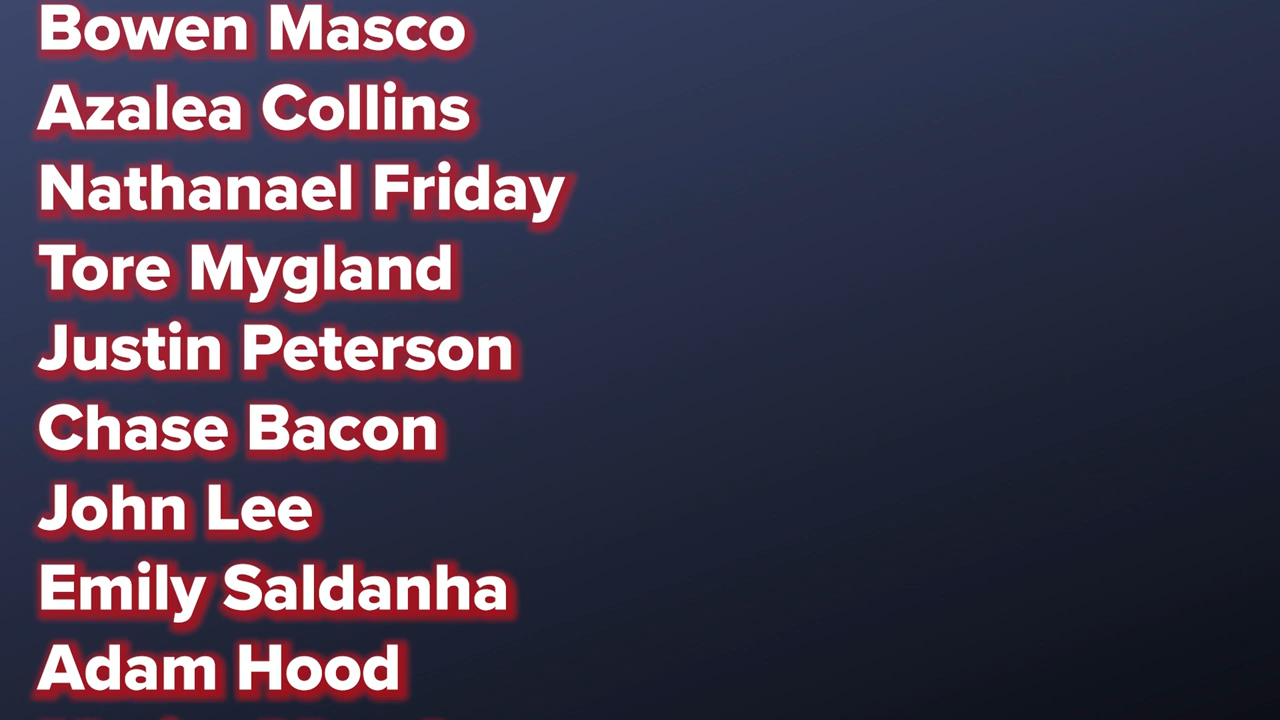 Bowen Masco
Azalea Collins
Nathanael Friday
Tore Mygland
Justin Peterson
Chase Bacon
John Lee
Emily Saldanha
Adam Hood